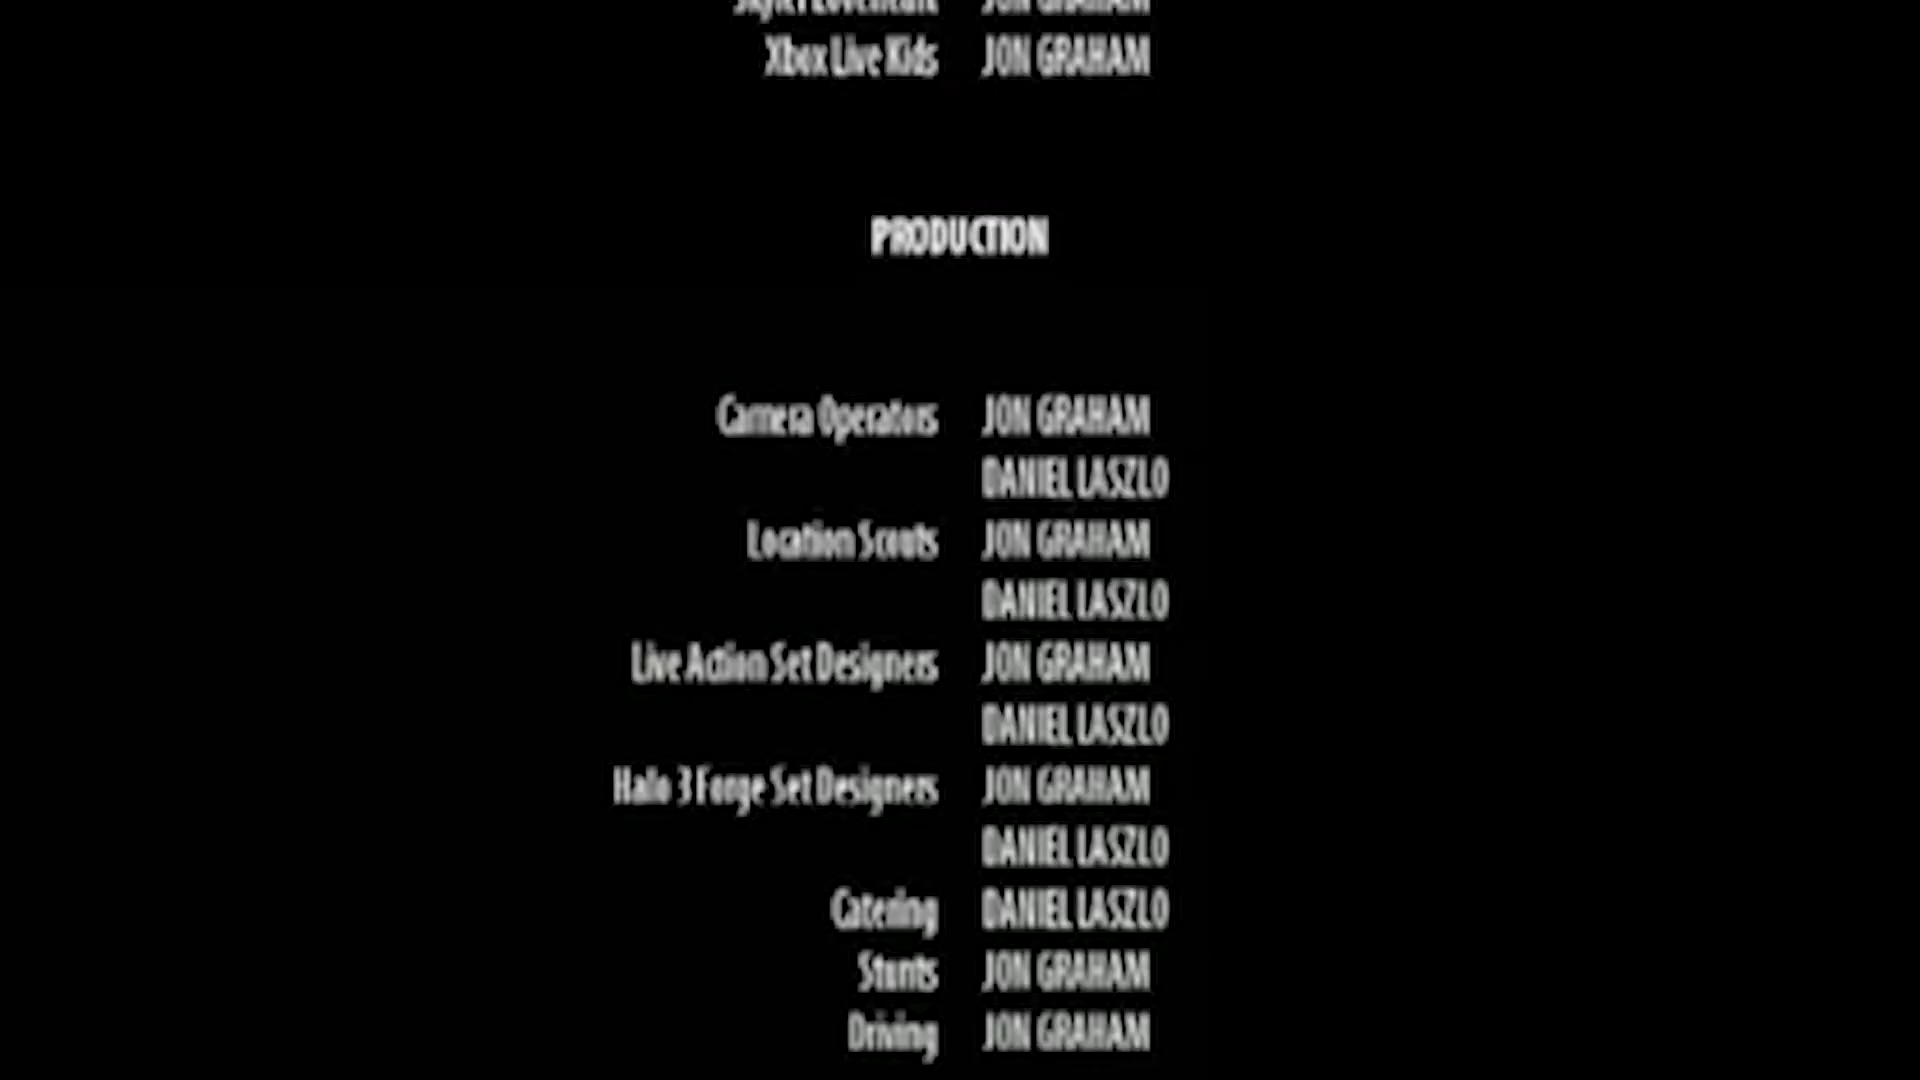 JON GRAHAM
Xbox Live Kids JON GRAHAM
PRODUCTION
Camera Operators JON GRAHAM
DANIEL LASZLO
Location Scouts JON GRAHAM
DANIEL LASZLO
Live Action Set Designers JON GRAHAM
DANIEL LASZLO
Halo 3 Forge Set Designers JON GRAHAM
DANIEL LASZLO
Catering DANIEL LASZLO
Stunts JON GRAHAM
Driving JON GRAHAM